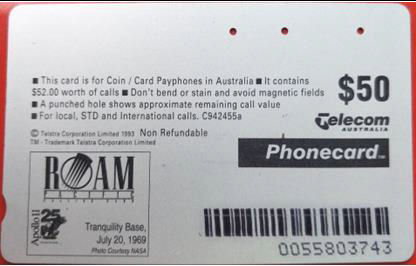 ■ This card is for Coin / Card Payphones in Australia ■ It contains
$52.00 worth of calls ■ Don't bend or stain and avoid magnetic fields
■ A punched hole shows approximate remaining call value
■ For local, STD and International calls. C942455a
$50
Telecom
AUSTRALIA
© Telstra Corporation Limited 1993 Non Refundable
TM - Trademark Telstra Corporation Limited
Phonecard™
ROAM
PACIFIC
Apollo 11
25
Tranquility Base,
July 20, 1969
Photo Courtesy NASA
0055803743